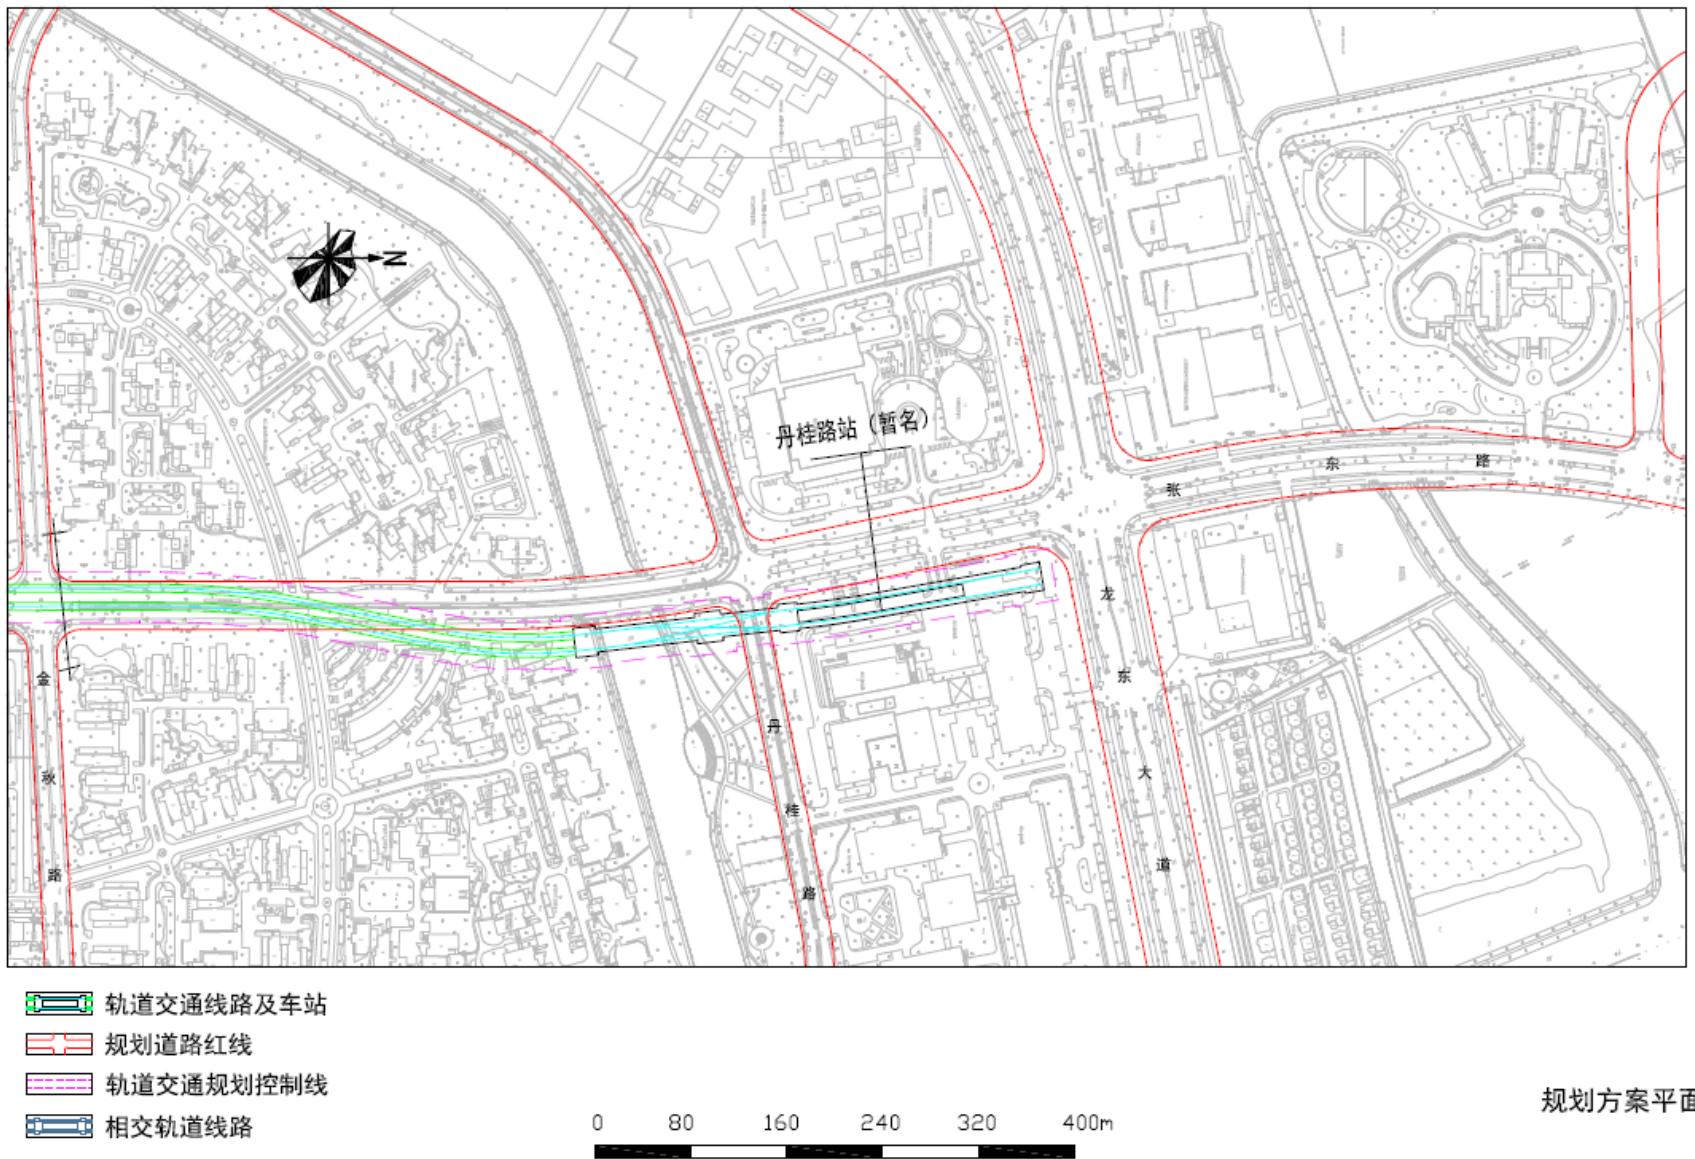 N
丹桂路站（暂名）
张东路
龙东大道
金秋路
丹桂路
轨道交通线路及车站
规划道路红线
轨道交通规划控制线
相交轨道线路
0 80 160 240 320 400m
规划方案平面